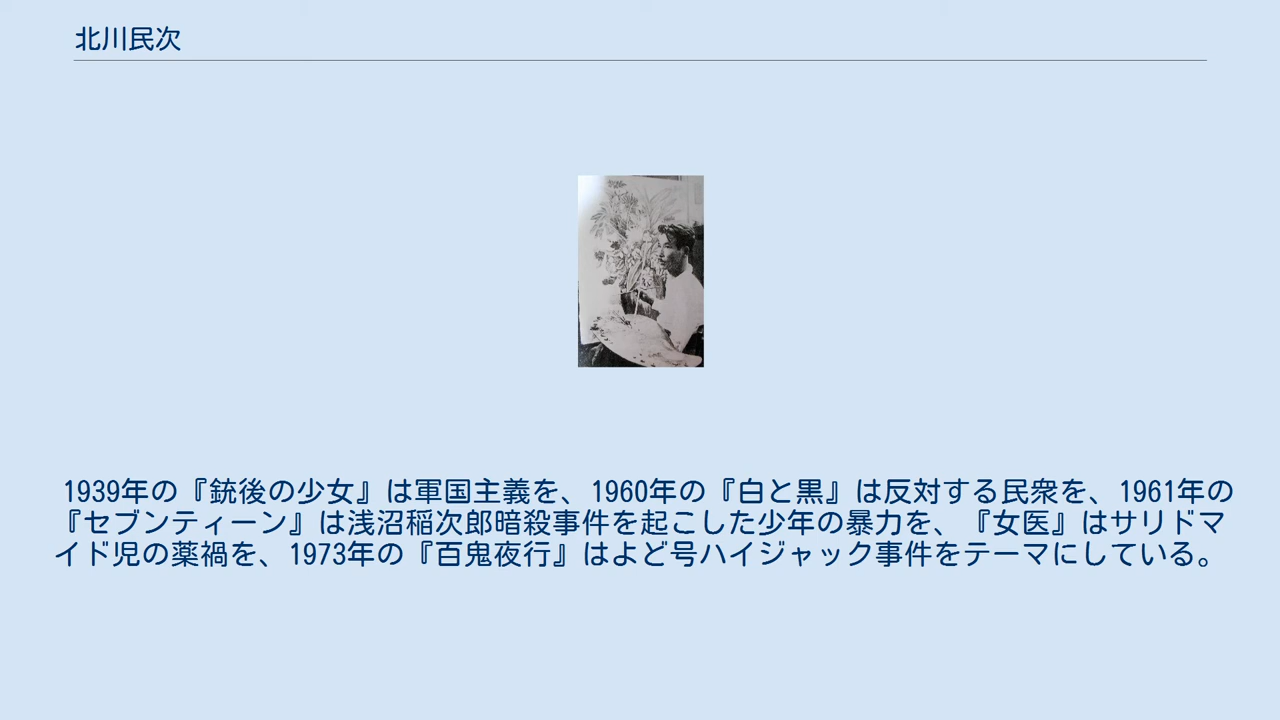 北川民次
1939年の『銃後の少女』は軍国主義を、1960年の『白と黒』は反対する民衆を、1961年の
『セブンティーン』は浅沼稲次郎暗殺事件を起こした少年の暴力を、『女医』はサリドマ
イド児の薬禍を、1973年の『百鬼夜行』はよど号ハイジャック事件をテーマにしている。